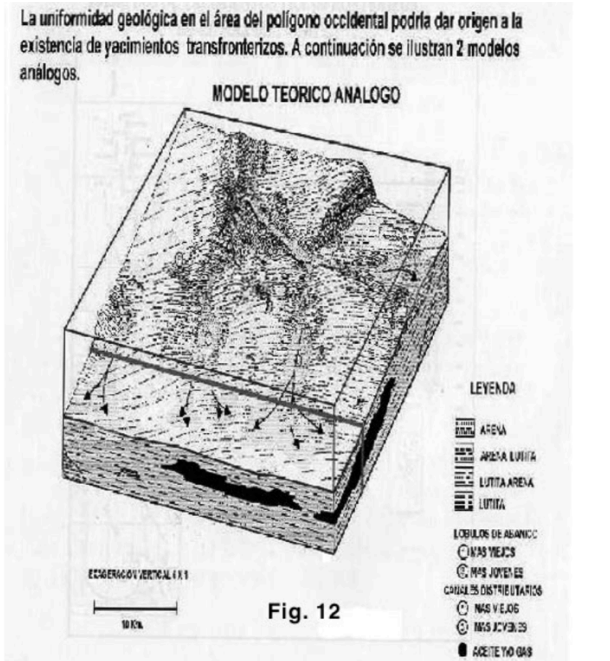 La uniformidad geológica en el área del polígono occidental podría dar origen a la
existencia de yacimientos transfronterizos. A continuación se ilustran 2 modelos
análogos.
MODELO TEORICO ANALOGO
LEYENDA
ARENA
ARENA LUTITA
LUTITA ARENA
LUTITA
LOBULOS DE ABANICO
MAS VIEJOS
MAS JOVENES
CANALES DISTRIBUTARIOS
MAS VIEJOS
MAS JOVENES
ACEITE Y/O GAS
EXAGERACION VERTICAL 4 X 1
10 Km.
Fig. 12